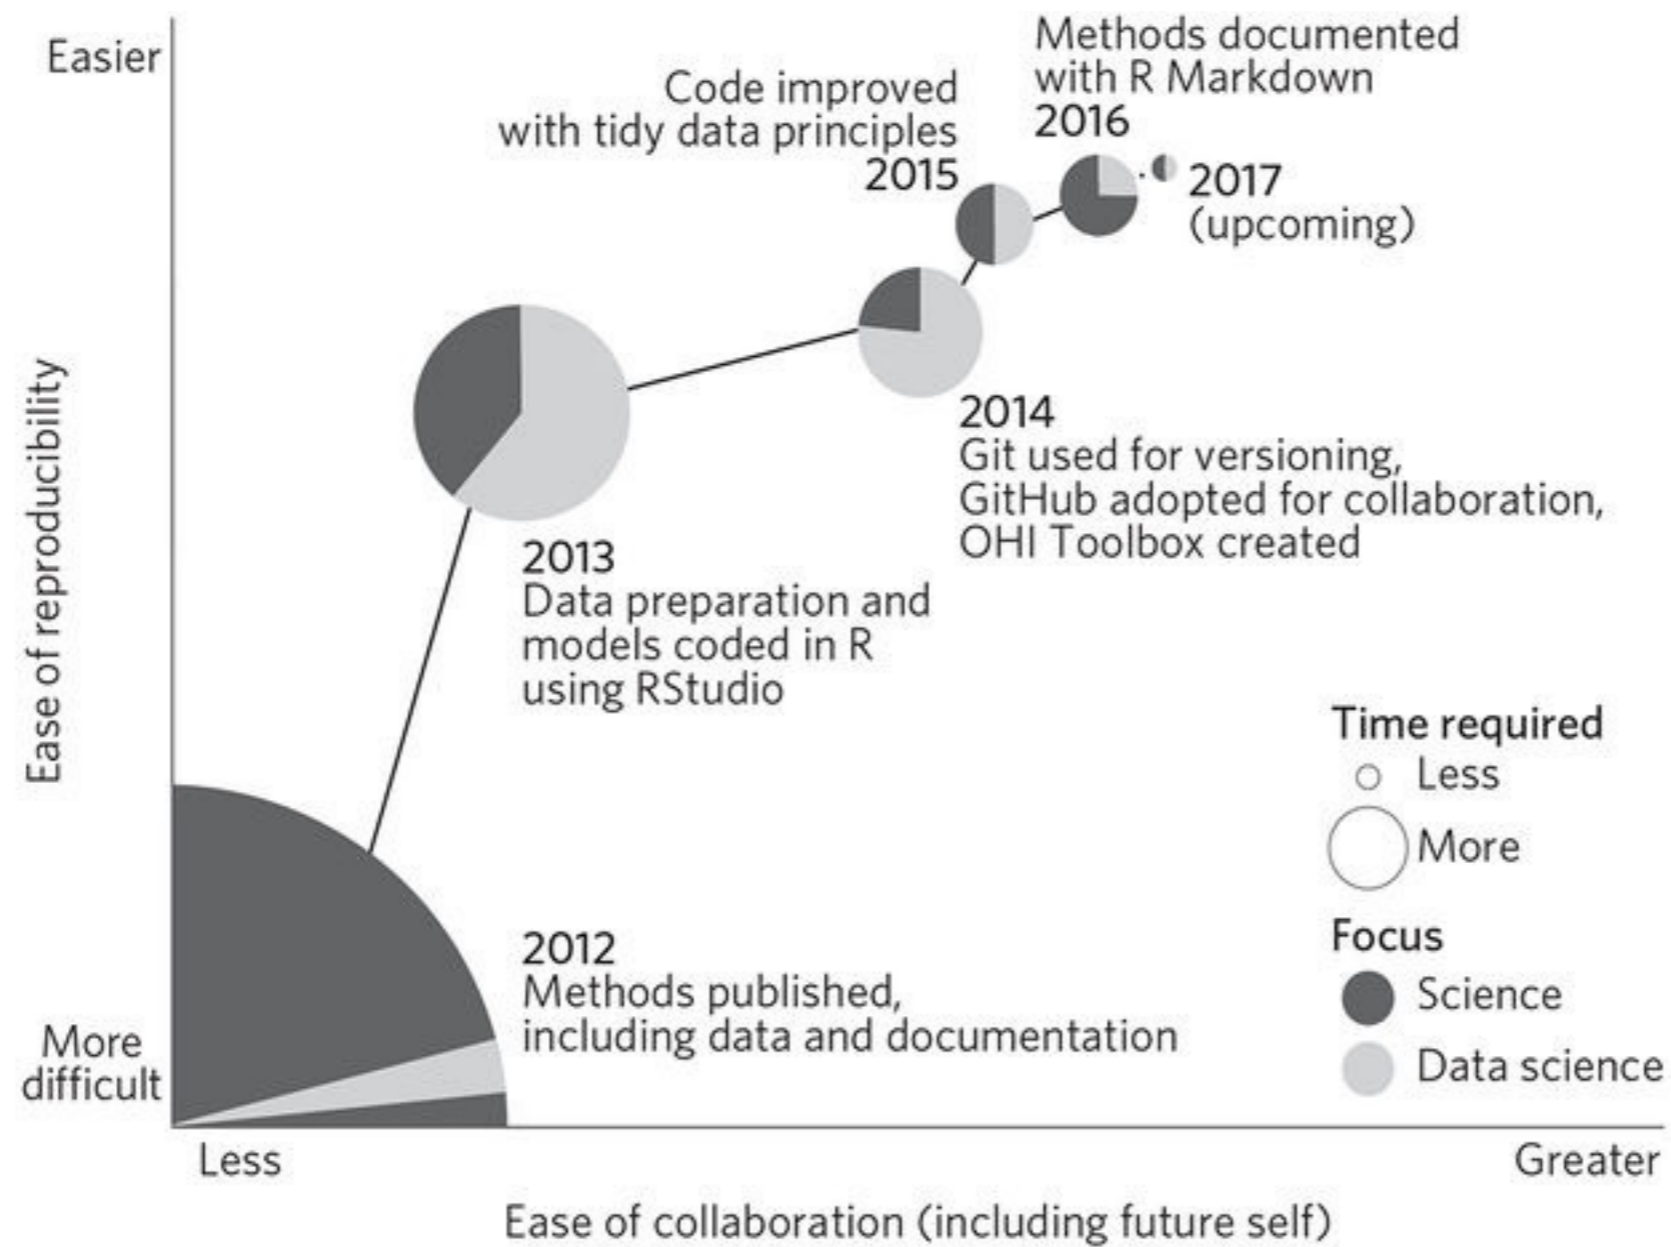 Easier
Methods documented
with R Markdown
2016
Code improved
with tidy data principles
2015
2017
(upcoming)
2014
Git used for versioning,
GitHub adopted for collaboration,
OHI Toolbox created
2013
Data preparation and
models coded in R
using RStudio
Ease of reproducibility
Time required
Less
More
Focus
Science
Data science
2012
Methods published,
including data and documentation
More
difficult
Less
Greater
Ease of collaboration (including future self)